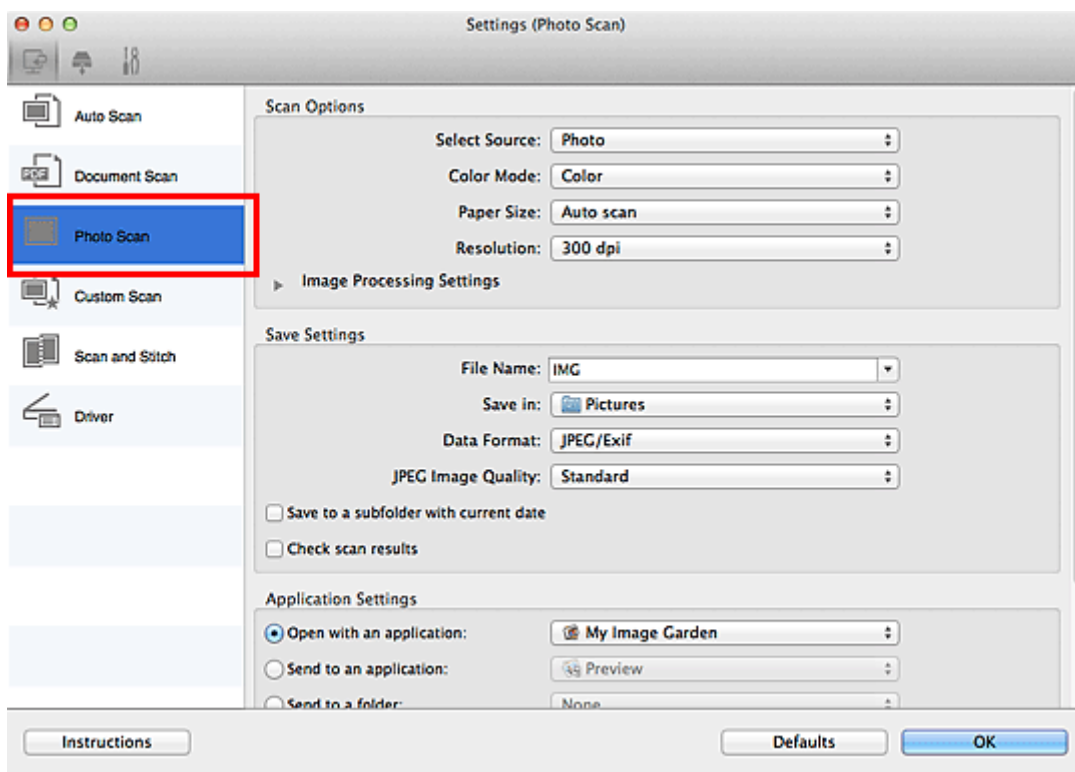 Settings (Photo Scan)
Auto Scan
PDF
Document Scan
Photo Scan
Custom Scan
Scan and Stitch
Driver
Scan Options
Select Source: Photo
Color Mode: Color
Paper Size: Auto scan
Resolution: 300 dpi
Image Processing Settings
Save Settings
File Name: IMG
Save in: Pictures
Data Format: JPEG/Exif
JPEG Image Quality: Standard
Save to a subfolder with current date
Check scan results
Application Settings
Open with an application: My Image Garden
Send to an application: Preview
Send to a folder: None
Instructions Defaults OK